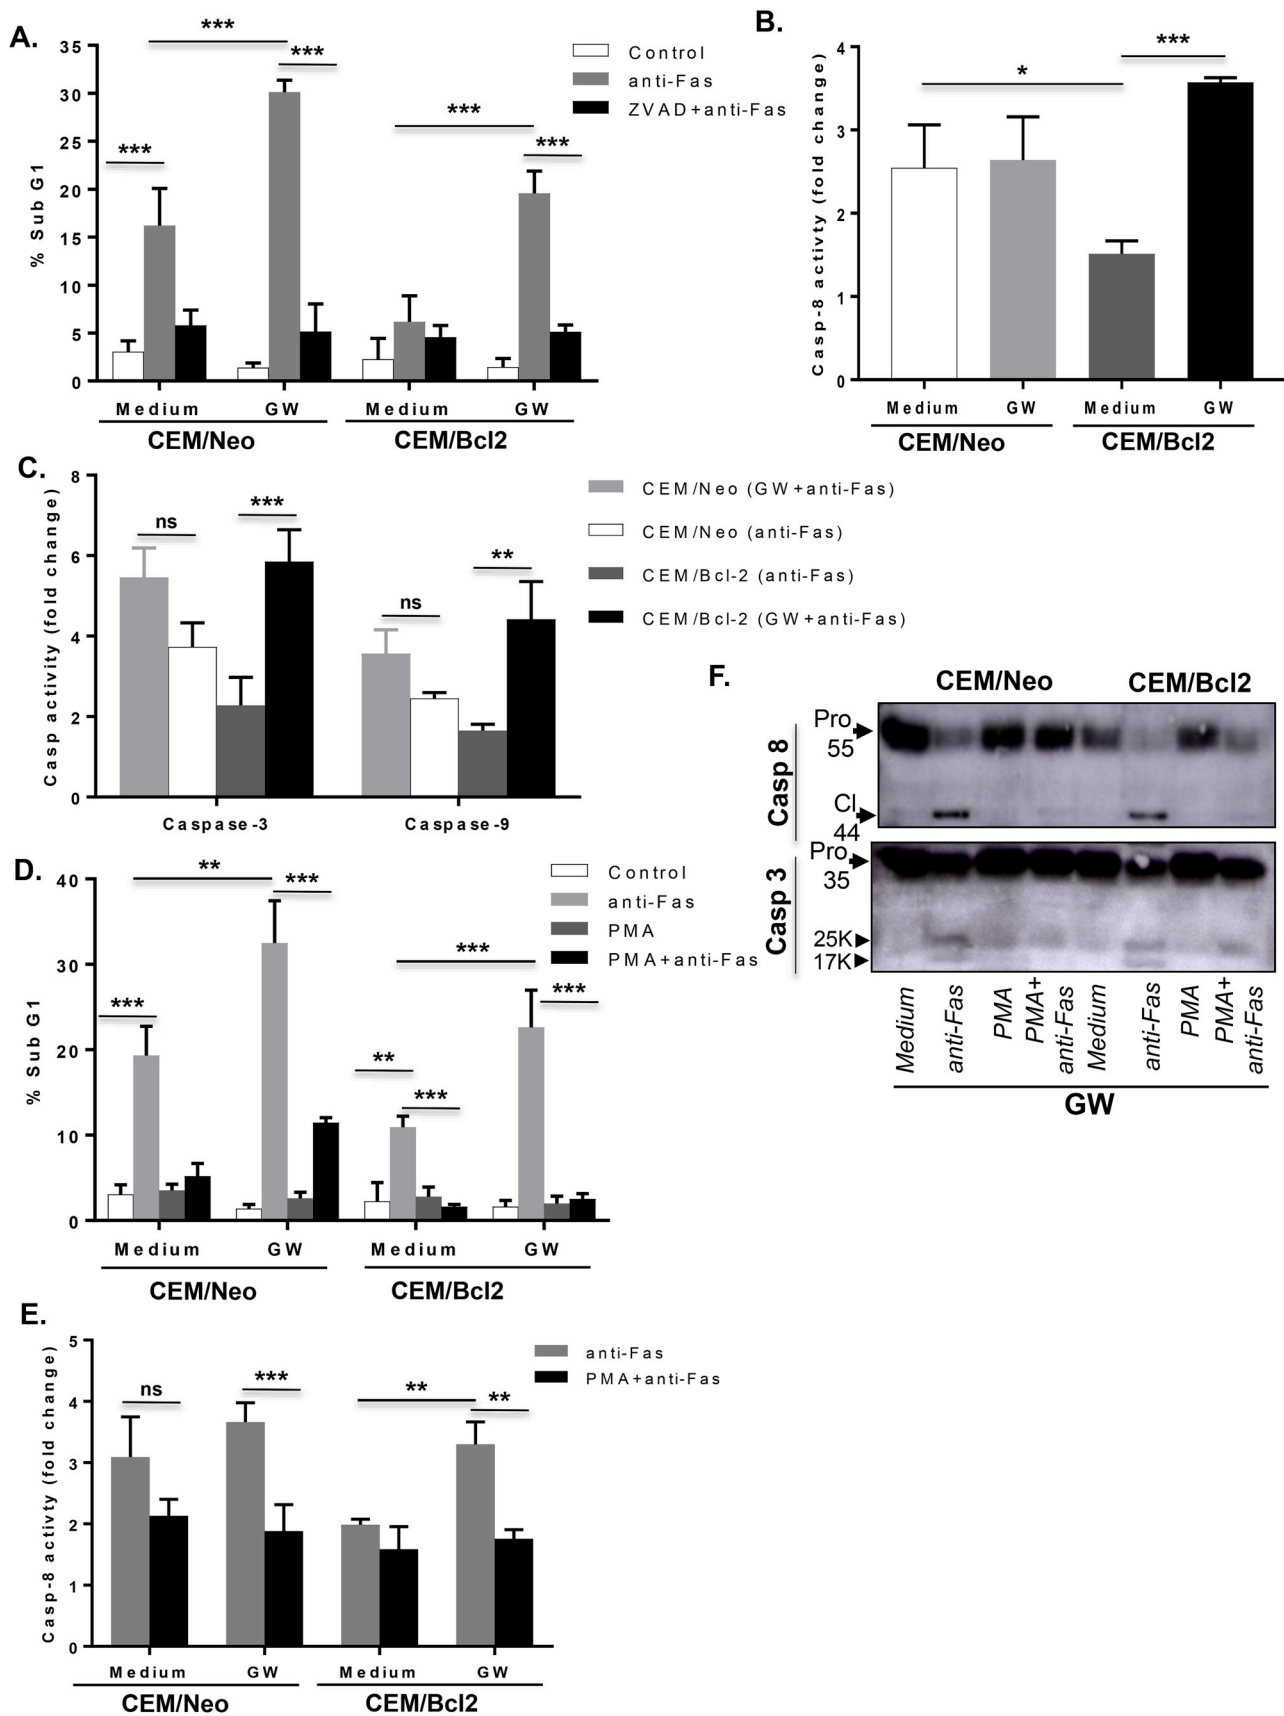 A.
***
***
***
***
***
35
30
25
20
15
10
5
0
% Sub G1
Control
anti-Fas
ZVAD+anti-Fas
Medium GW Medium GW
CEM/Neo CEM/Bcl2
B.
*
***
4
3
2
1
0
Casp-8 activty (fold change)
Medium GW Medium GW
CEM/Neo CEM/Bcl2
C.
8
6
4
2
0
Casp activity (fold change)
ns
***
ns
**
Caspase-3 Caspase-9
CEM/Neo (GW+anti-Fas)
CEM/Neo (anti-Fas)
CEM/Bcl-2 (anti-Fas)
CEM/Bcl-2 (GW+anti-Fas)
D.
40
30
20
10
0
% Sub G1
***
**
***
**
***
***
***
Control
anti-Fas
PMA
PMA+anti-Fas
Medium GW Medium GW
CEM/Neo CEM/Bcl2
E.
5
4
3
2
1
0
Casp-8 activty (fold change)
ns
***
**
**
anti-Fas
PMA+anti-Fas
Medium GW Medium GW
CEM/Neo CEM/Bcl2
F.
CEM/Neo CEM/Bcl2
Casp 8
Pro
55
Cl
44
Casp 3
Pro
35
25K
17K
Medium
anti-Fas
PMA
PMA+
anti-Fas
Medium
anti-Fas
PMA
PMA+
anti-Fas
GW